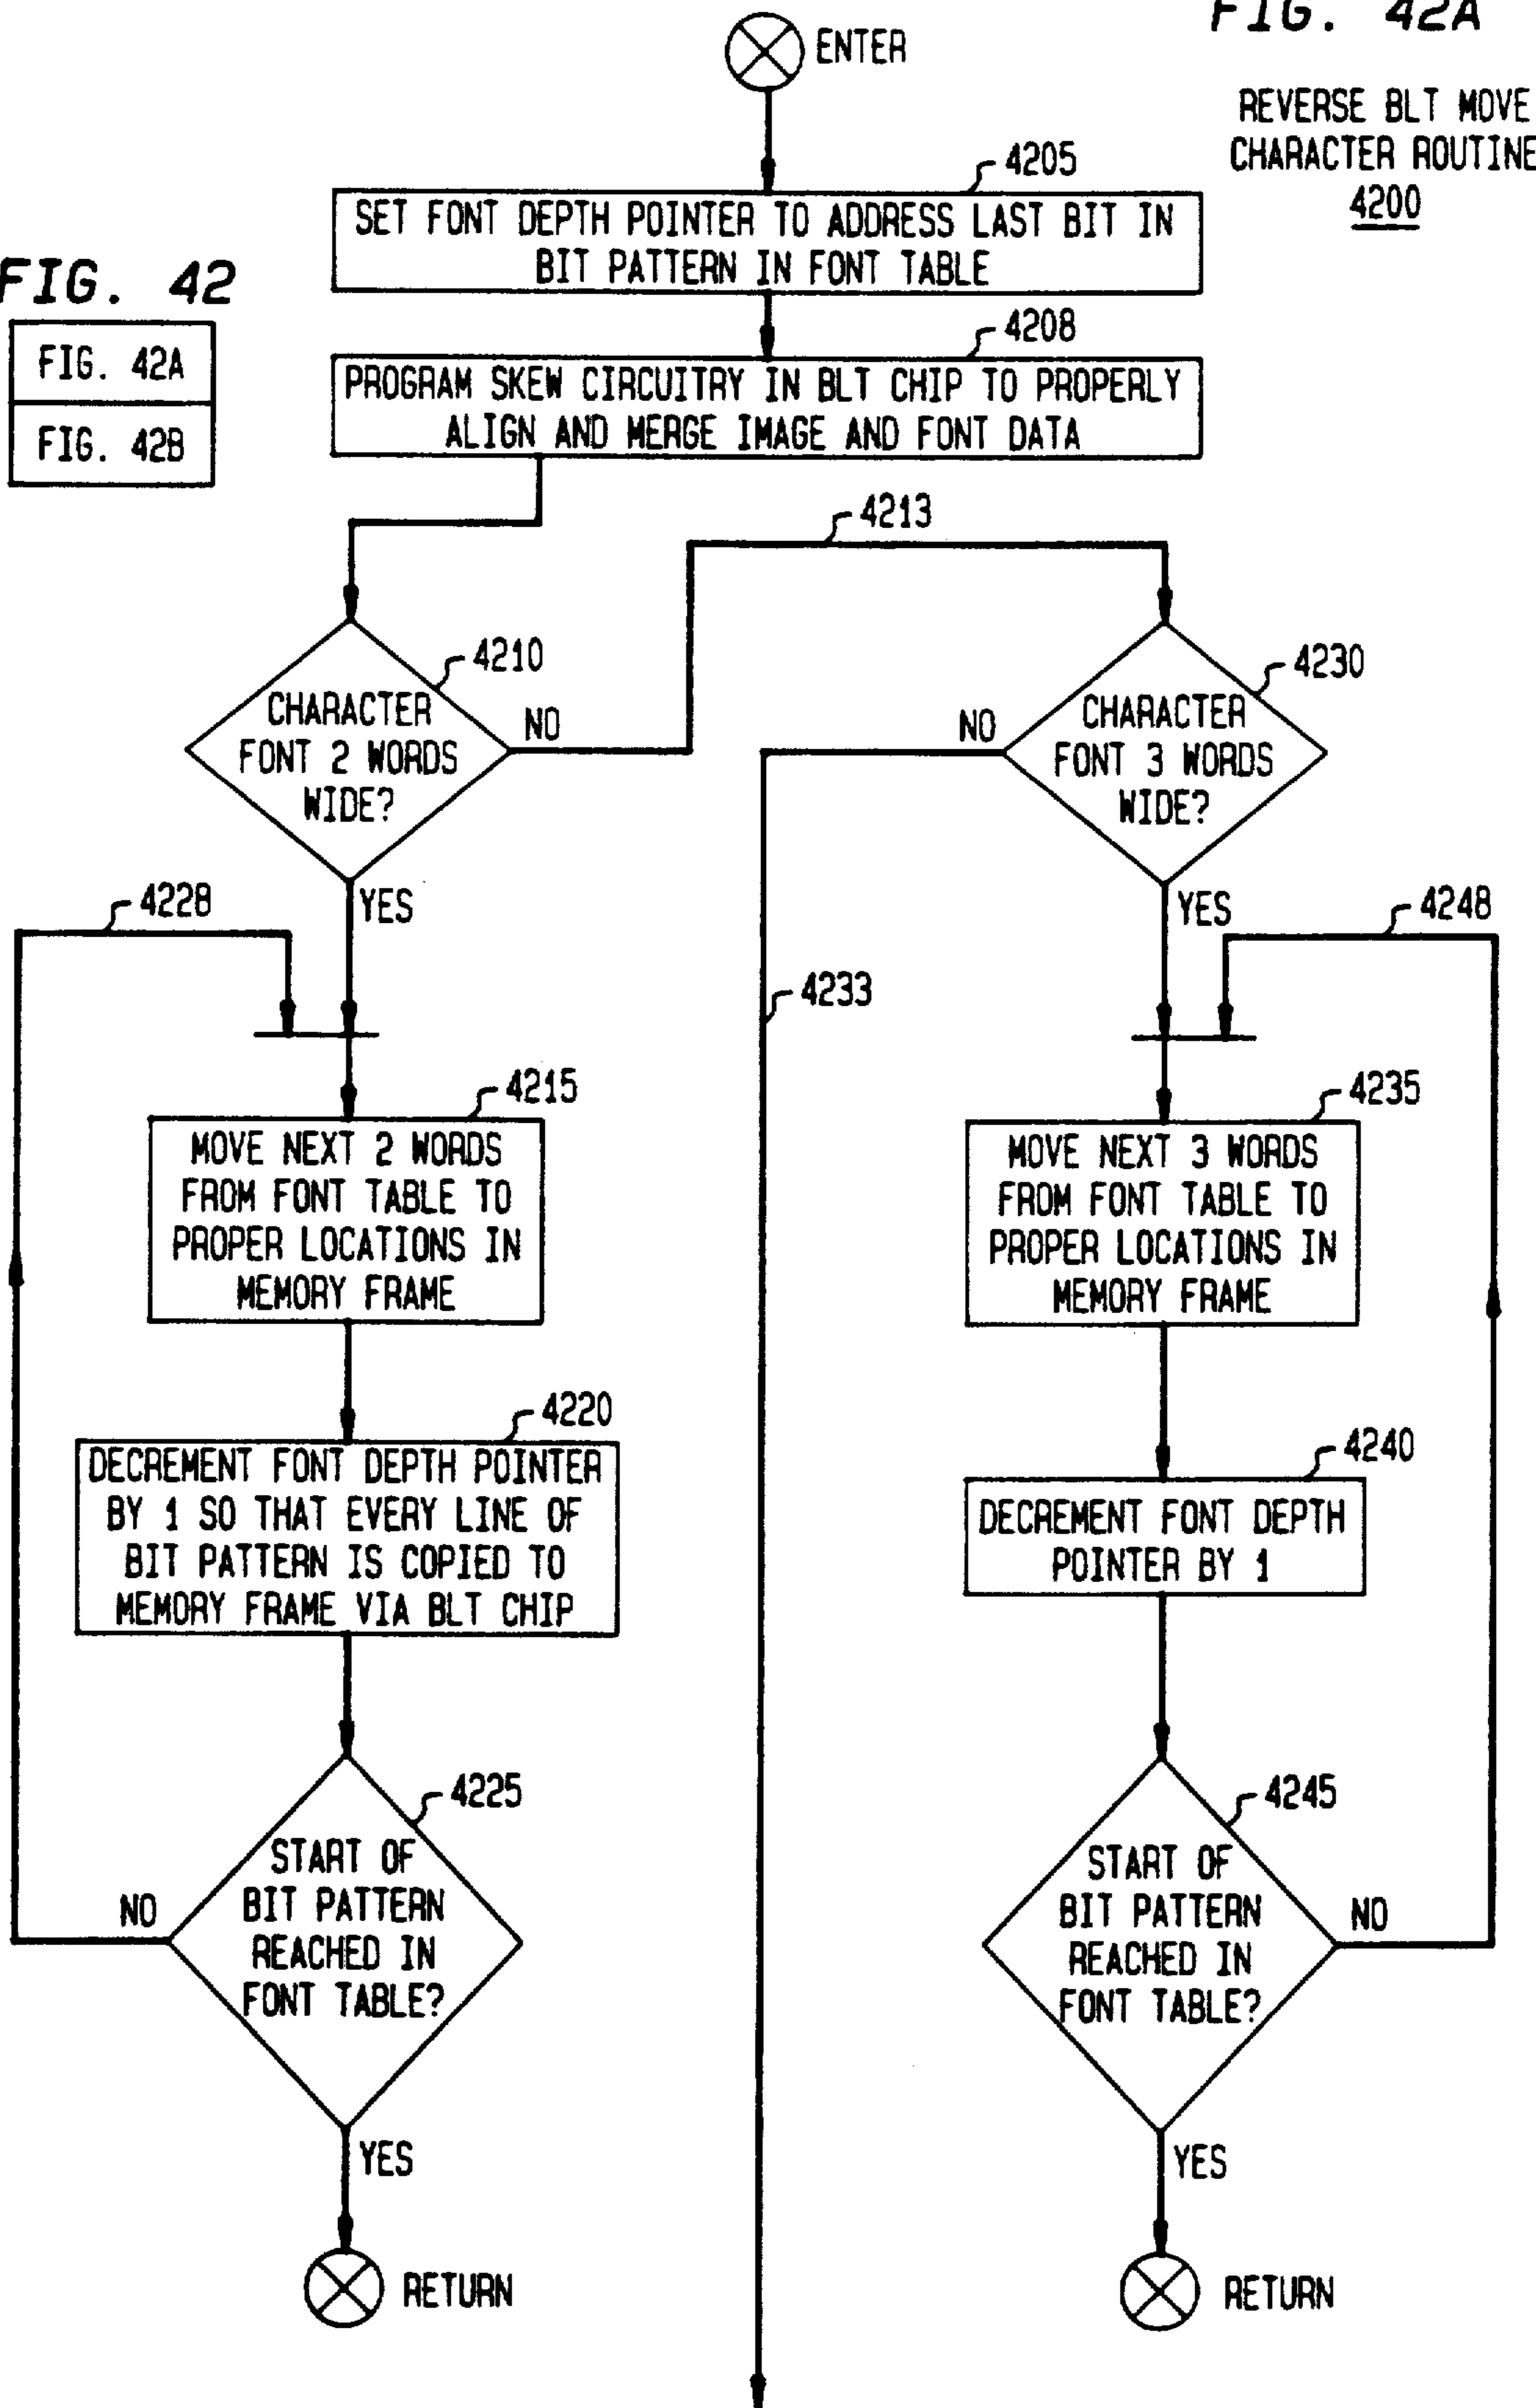 FIG. 42A
ENTER
REVERSE BLT MOVE
CHARACTER ROUTINE
4200
4205
SET FONT DEPTH POINTER TO ADDRESS LAST BIT IN
BIT PATTERN IN FONT TABLE
FIG. 42
FIG. 42A
FIG. 42B
4208
PROGRAM SKEW CIRCUITRY IN BLT CHIP TO PROPERLY
ALIGN AND MERGE IMAGE AND FONT DATA
4213
4210
CHARACTER
FONT 2 WORDS
WIDE?
NO
4230
CHARACTER
FONT 3 WORDS
WIDE?
NO
YES
4228
YES
4248
4233
4215
MOVE NEXT 2 WORDS
FROM FONT TABLE TO
PROPER LOCATIONS IN
MEMORY FRAME
4235
MOVE NEXT 3 WORDS
FROM FONT TABLE TO
PROPER LOCATIONS IN
MEMORY FRAME
4220
DECREMENT FONT DEPTH POINTER
BY 1 SO THAT EVERY LINE OF
BIT PATTERN IS COPIED TO
MEMORY FRAME VIA BLT CHIP
4240
DECREMENT FONT DEPTH
POINTER BY 1
4225
START OF
BIT PATTERN
REACHED IN
FONT TABLE?
NO
4245
START OF
BIT PATTERN
REACHED IN
FONT TABLE?
NO
YES
YES
RETURN
RETURN